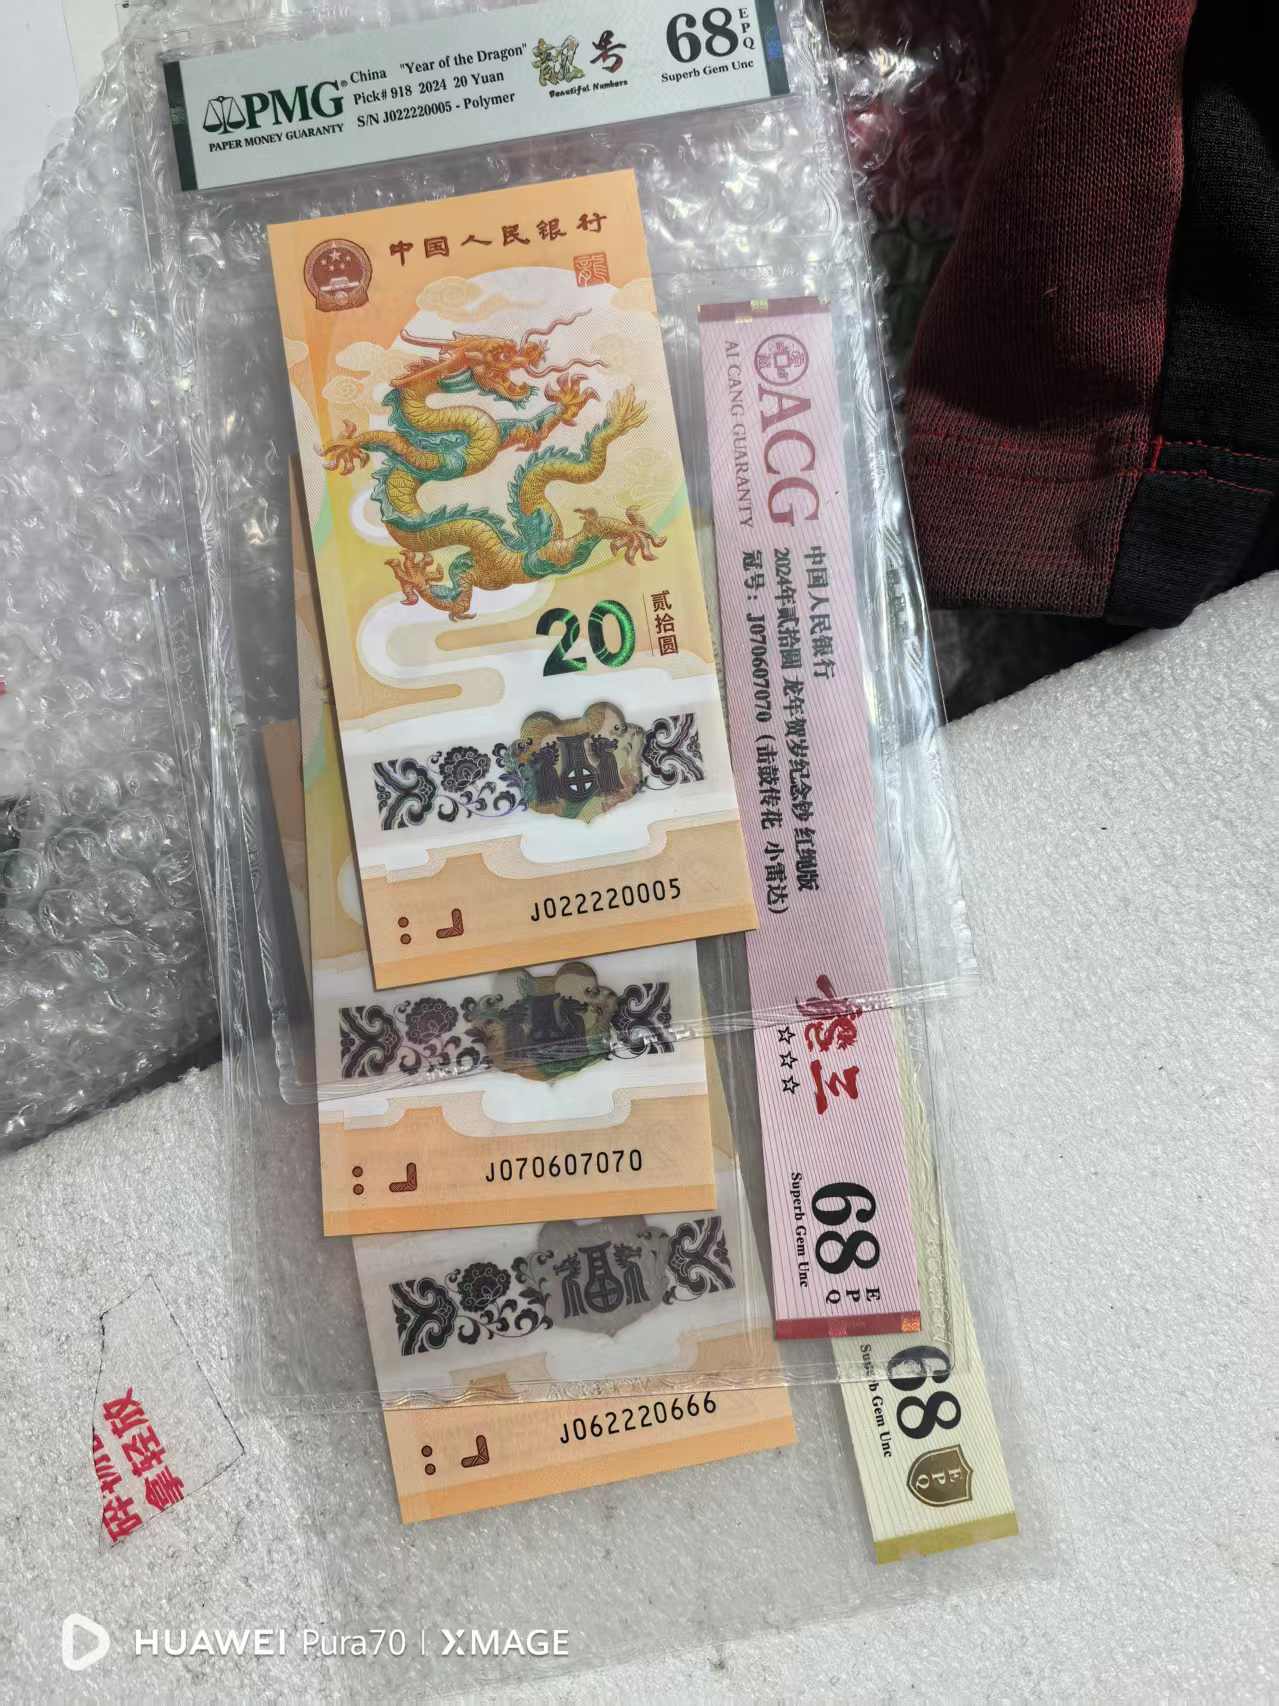 PMG
PAPER MONEY GUARANTY
China "Year of the Dragon"
Pick# 918 2024 20 Yuan
S/N J022220005 - Polymer
靓号
Beautiful Numbers
68 EPQ
Superb Gem Unc
中国人民银行
20
贰拾圆
J022220005
ACG
AI CANG GUARANTY
中国人民银行
2024年贰拾圆 龙年贺岁纪念钞 红绳版
冠号：J070607070（击鼓传花 小雷达）
☆☆☆
68 EPQ
Superb Gem Unc
J070607070
J062220666
68
Superb Gem Unc
EPQ
轻放
HUAWEI Pura70 | XMAGE